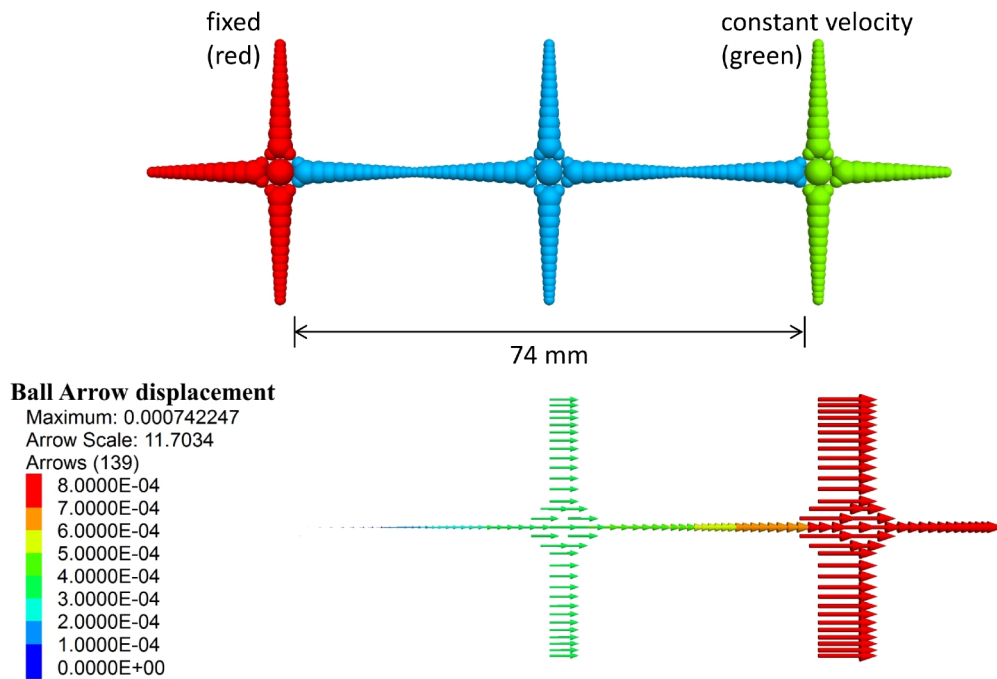 fixed
(red)
constant velocity
(green)
74 mm
Ball Arrow displacement
Maximum: 0.000742247
Arrow Scale: 11.7034
Arrows (139)
8.0000E-04
7.0000E-04
6.0000E-04
5.0000E-04
4.0000E-04
3.0000E-04
2.0000E-04
1.0000E-04
0.0000E+00